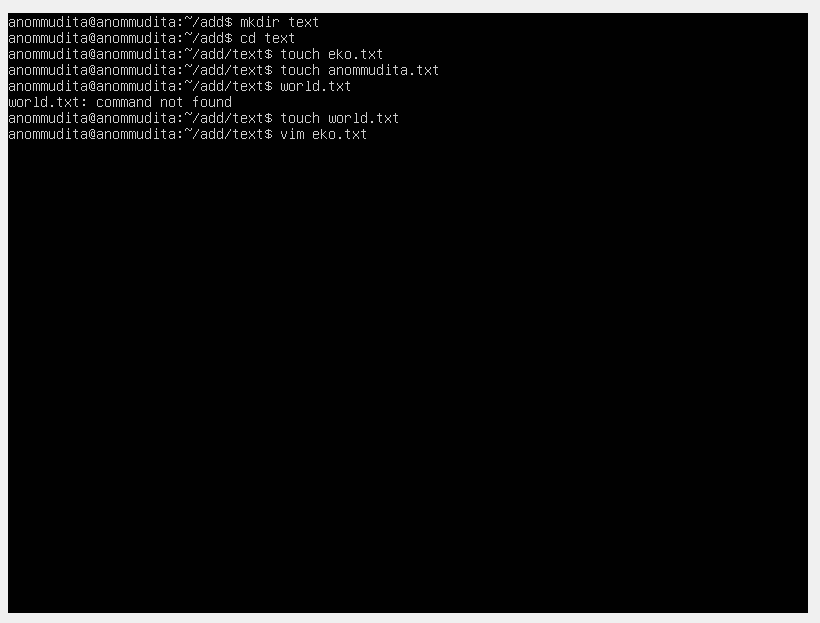 anommudita@anommudita:~/add$ mkdir text
anommudita@anommudita:~/add$ cd text
anommudita@anommudita:~/add/text$ touch eko.txt
anommudita@anommudita:~/add/text$ touch anommudita.txt
anommudita@anommudita:~/add/text$ world.txt
world.txt: command not found
anommudita@anommudita:~/add/text$ touch world.txt
anommudita@anommudita:~/add/text$ vim eko.txt